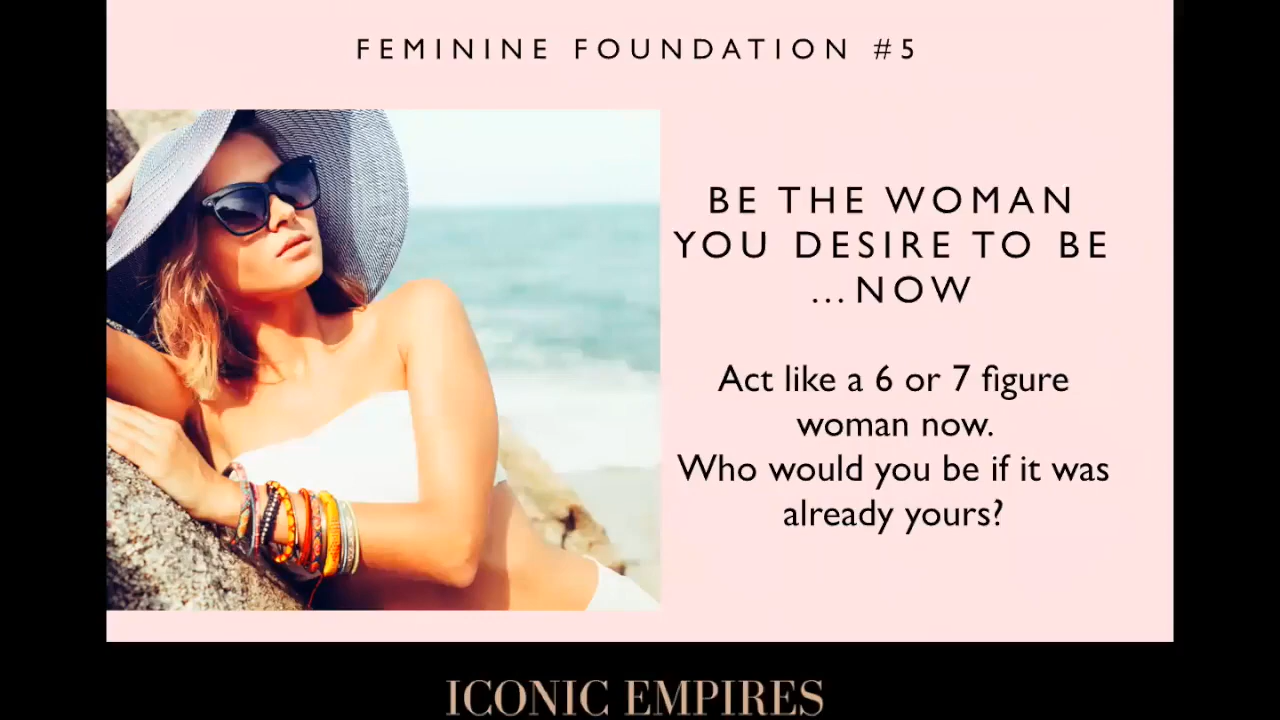 FEMININE FOUNDATION #5
BE THE WOMAN
YOU DESIRE TO BE
...NOW
Act like a 6 or 7 figure
woman now.
Who would you be if it was
already yours?
ICONIC EMPIRES